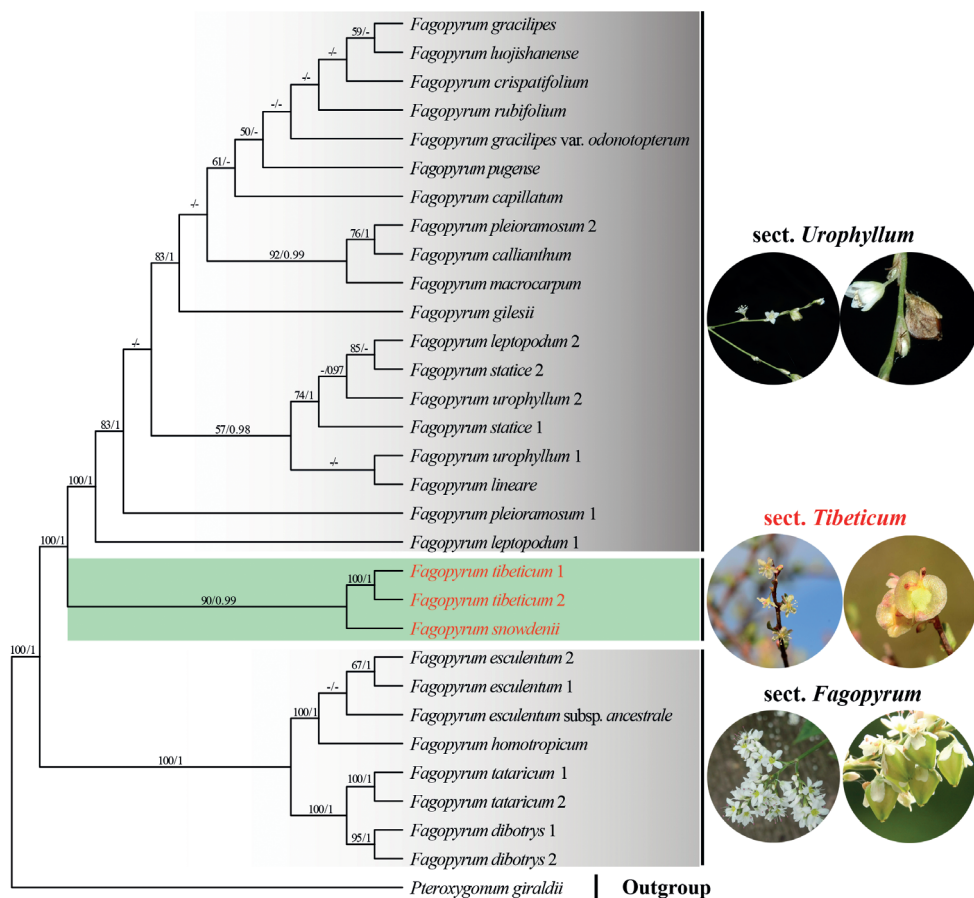 59/-
Fagopyrum gracilipes
Fagopyrum luojishanense
-/-
Fagopyrum crispatifolium
-/-
Fagopyrum rubifolium
-/-
Fagopyrum gracilipes var. odonotopterum
50/-
Fagopyrum pugense
61/-
Fagopyrum capillatum
-/-
Fagopyrum pleioramosum 2
76/1
Fagopyrum callianthum
92/0.99
Fagopyrum macrocarpum
83/1
Fagopyrum gilesii
-/-
Fagopyrum leptopodum 2
85/-
Fagopyrum statice 2
-/0.97
Fagopyrum urophyllum 2
74/1
Fagopyrum statice 1
57/0.98
Fagopyrum urophyllum 1
-/-
Fagopyrum lineare
83/1
Fagopyrum pleioramosum 1
100/1
Fagopyrum leptopodum 1
sect. Urophyllum
100/1
Fagopyrum tibeticum 1
100/1
Fagopyrum tibeticum 2
90/0.99
Fagopyrum snowdenii
sect. Tibeticum
100/1
Fagopyrum esculentum 2
67/1
Fagopyrum esculentum 1
-/-
Fagopyrum esculentum subsp. ancestrale
100/1
Fagopyrum homotropicum
100/1
Fagopyrum tataricum 1
100/1
Fagopyrum tataricum 2
100/1
Fagopyrum dibotrys 1
95/1
Fagopyrum dibotrys 2
sect. Fagopyrum
Pteroxygonum giraldii
Outgroup